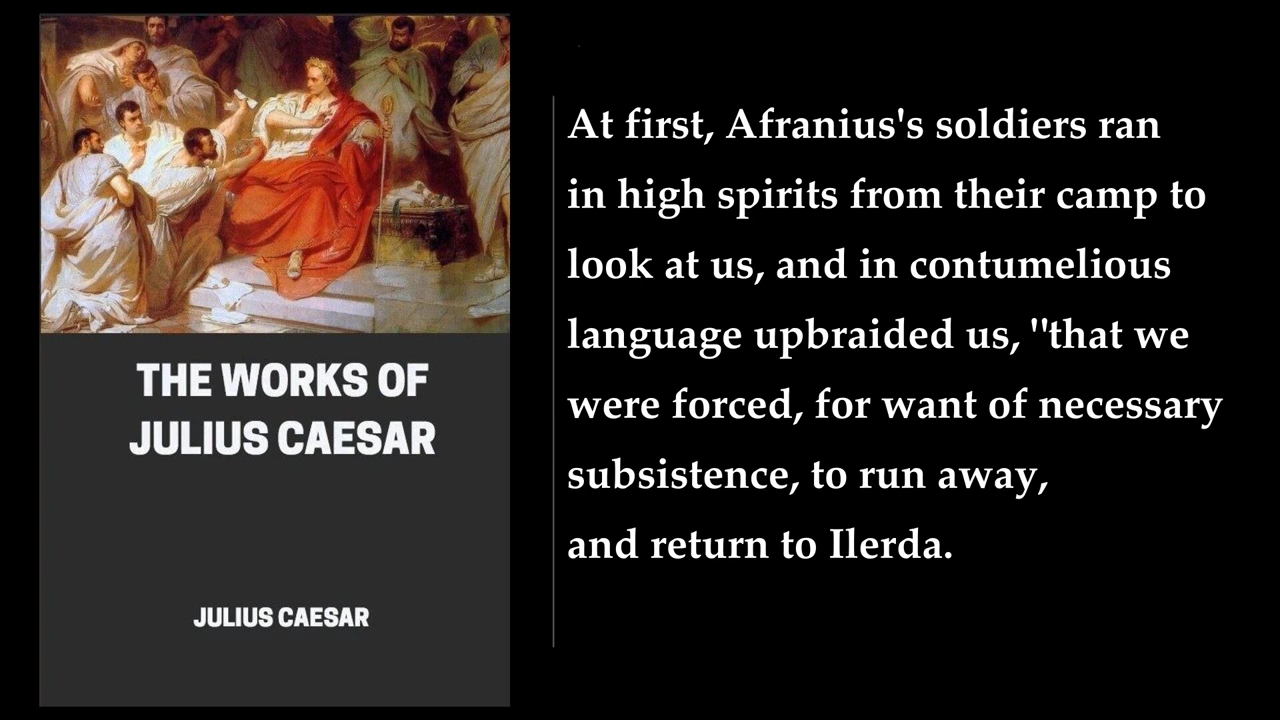 THE WORKS OF
JULIUS CAESAR
JULIUS CAESAR
At first, Afranius's soldiers ran
in high spirits from their camp to
look at us, and in contumelious
language upbraided us, "that we
were forced, for want of necessary
subsistence, to run away,
and return to Ilerda.